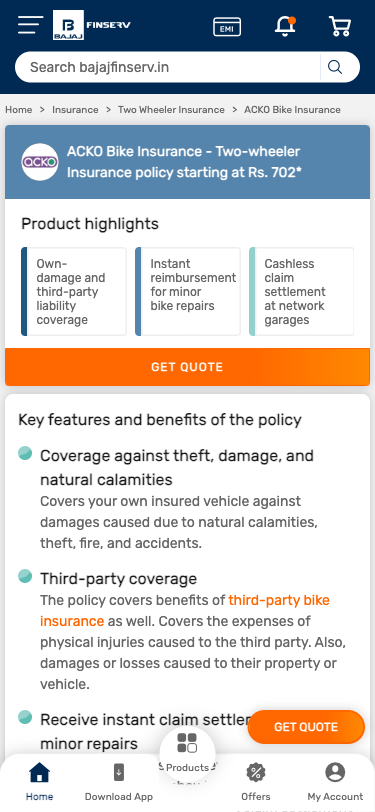 B
BAJAJ
FINSERV
EMI
Search bajajfinserv.in
Home > Insurance > Two Wheeler Insurance > ACKO Bike Insurance
acko
ACKO Bike Insurance - Two-wheeler
Insurance policy starting at Rs. 702*
Product highlights
Own-
damage and
third-party
liability
coverage
Instant
reimbursement
for minor
bike repairs
Cashless
claim
settlement
at network
garages
GET QUOTE
Key features and benefits of the policy
Coverage against theft, damage, and
natural calamities
Covers your own insured vehicle against
damages caused due to natural calamities,
theft, fire, and accidents.
Third-party coverage
The policy covers benefits of third-party bike
insurance as well. Covers the expenses of
physical injuries caused to the third party. Also,
damages or losses caused to their property or
vehicle.
Receive instant claim
minor repairs
GET QUOTE
Home
Download App
Products
Offers
My Account